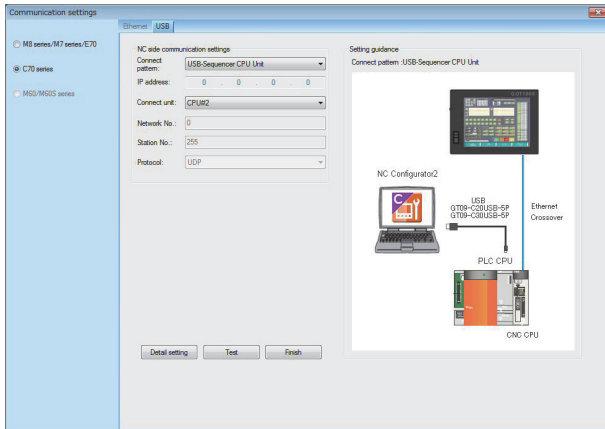 Communication settings
Ethernet USB
M8 series/M7 series/E70
C70 series
M60/M60S series
NC side communication settings
Connect pattern:
USB-Sequencer CPU Unit
IP address:
0 . 0 . 0 . 0
Connect unit:
CPU#2
Network No.:
0
Station No.:
255
Protocol:
UDP
Detail setting
Test
Finish
Setting guidance
Connect pattern :USB-Sequencer CPU Unit
NC Configurator2
USB
GT09-C20USB-5P
GT09-C30USB-5P
Ethernet
Crossover
PLC CPU
CNC CPU